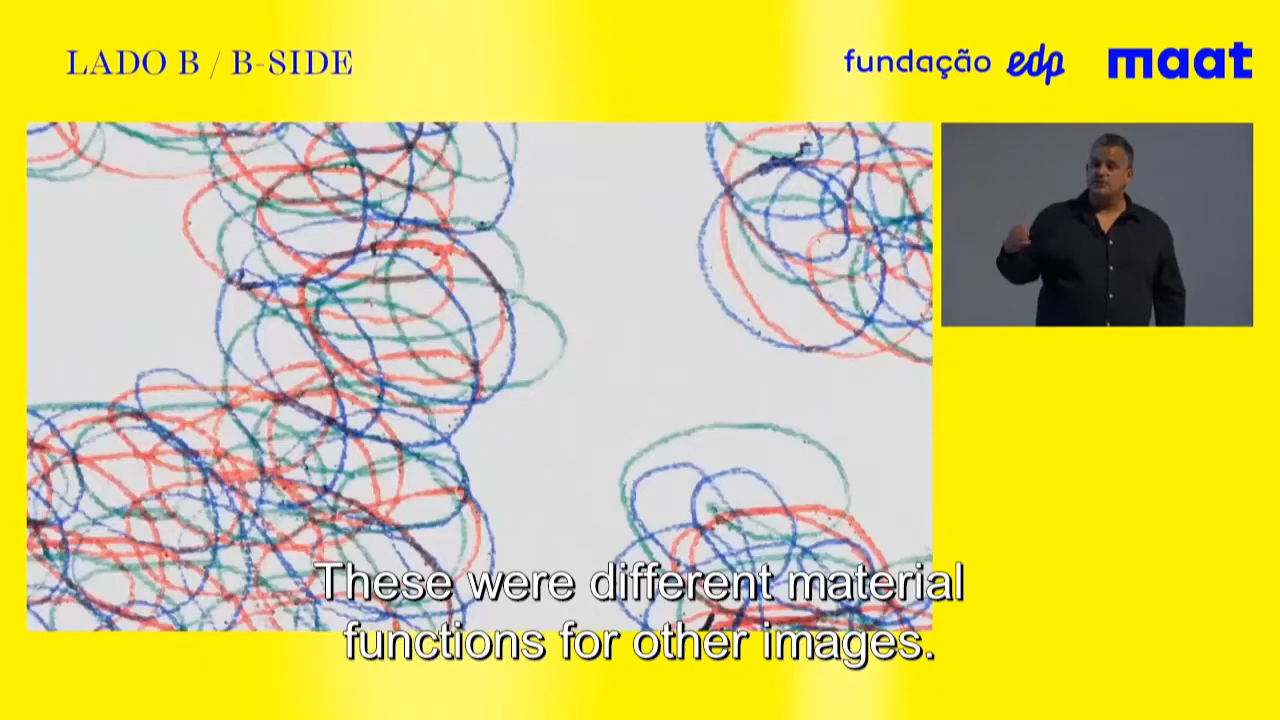 LADO B / B-SIDE
fundação edp
maat
These were different material
functions for other images.